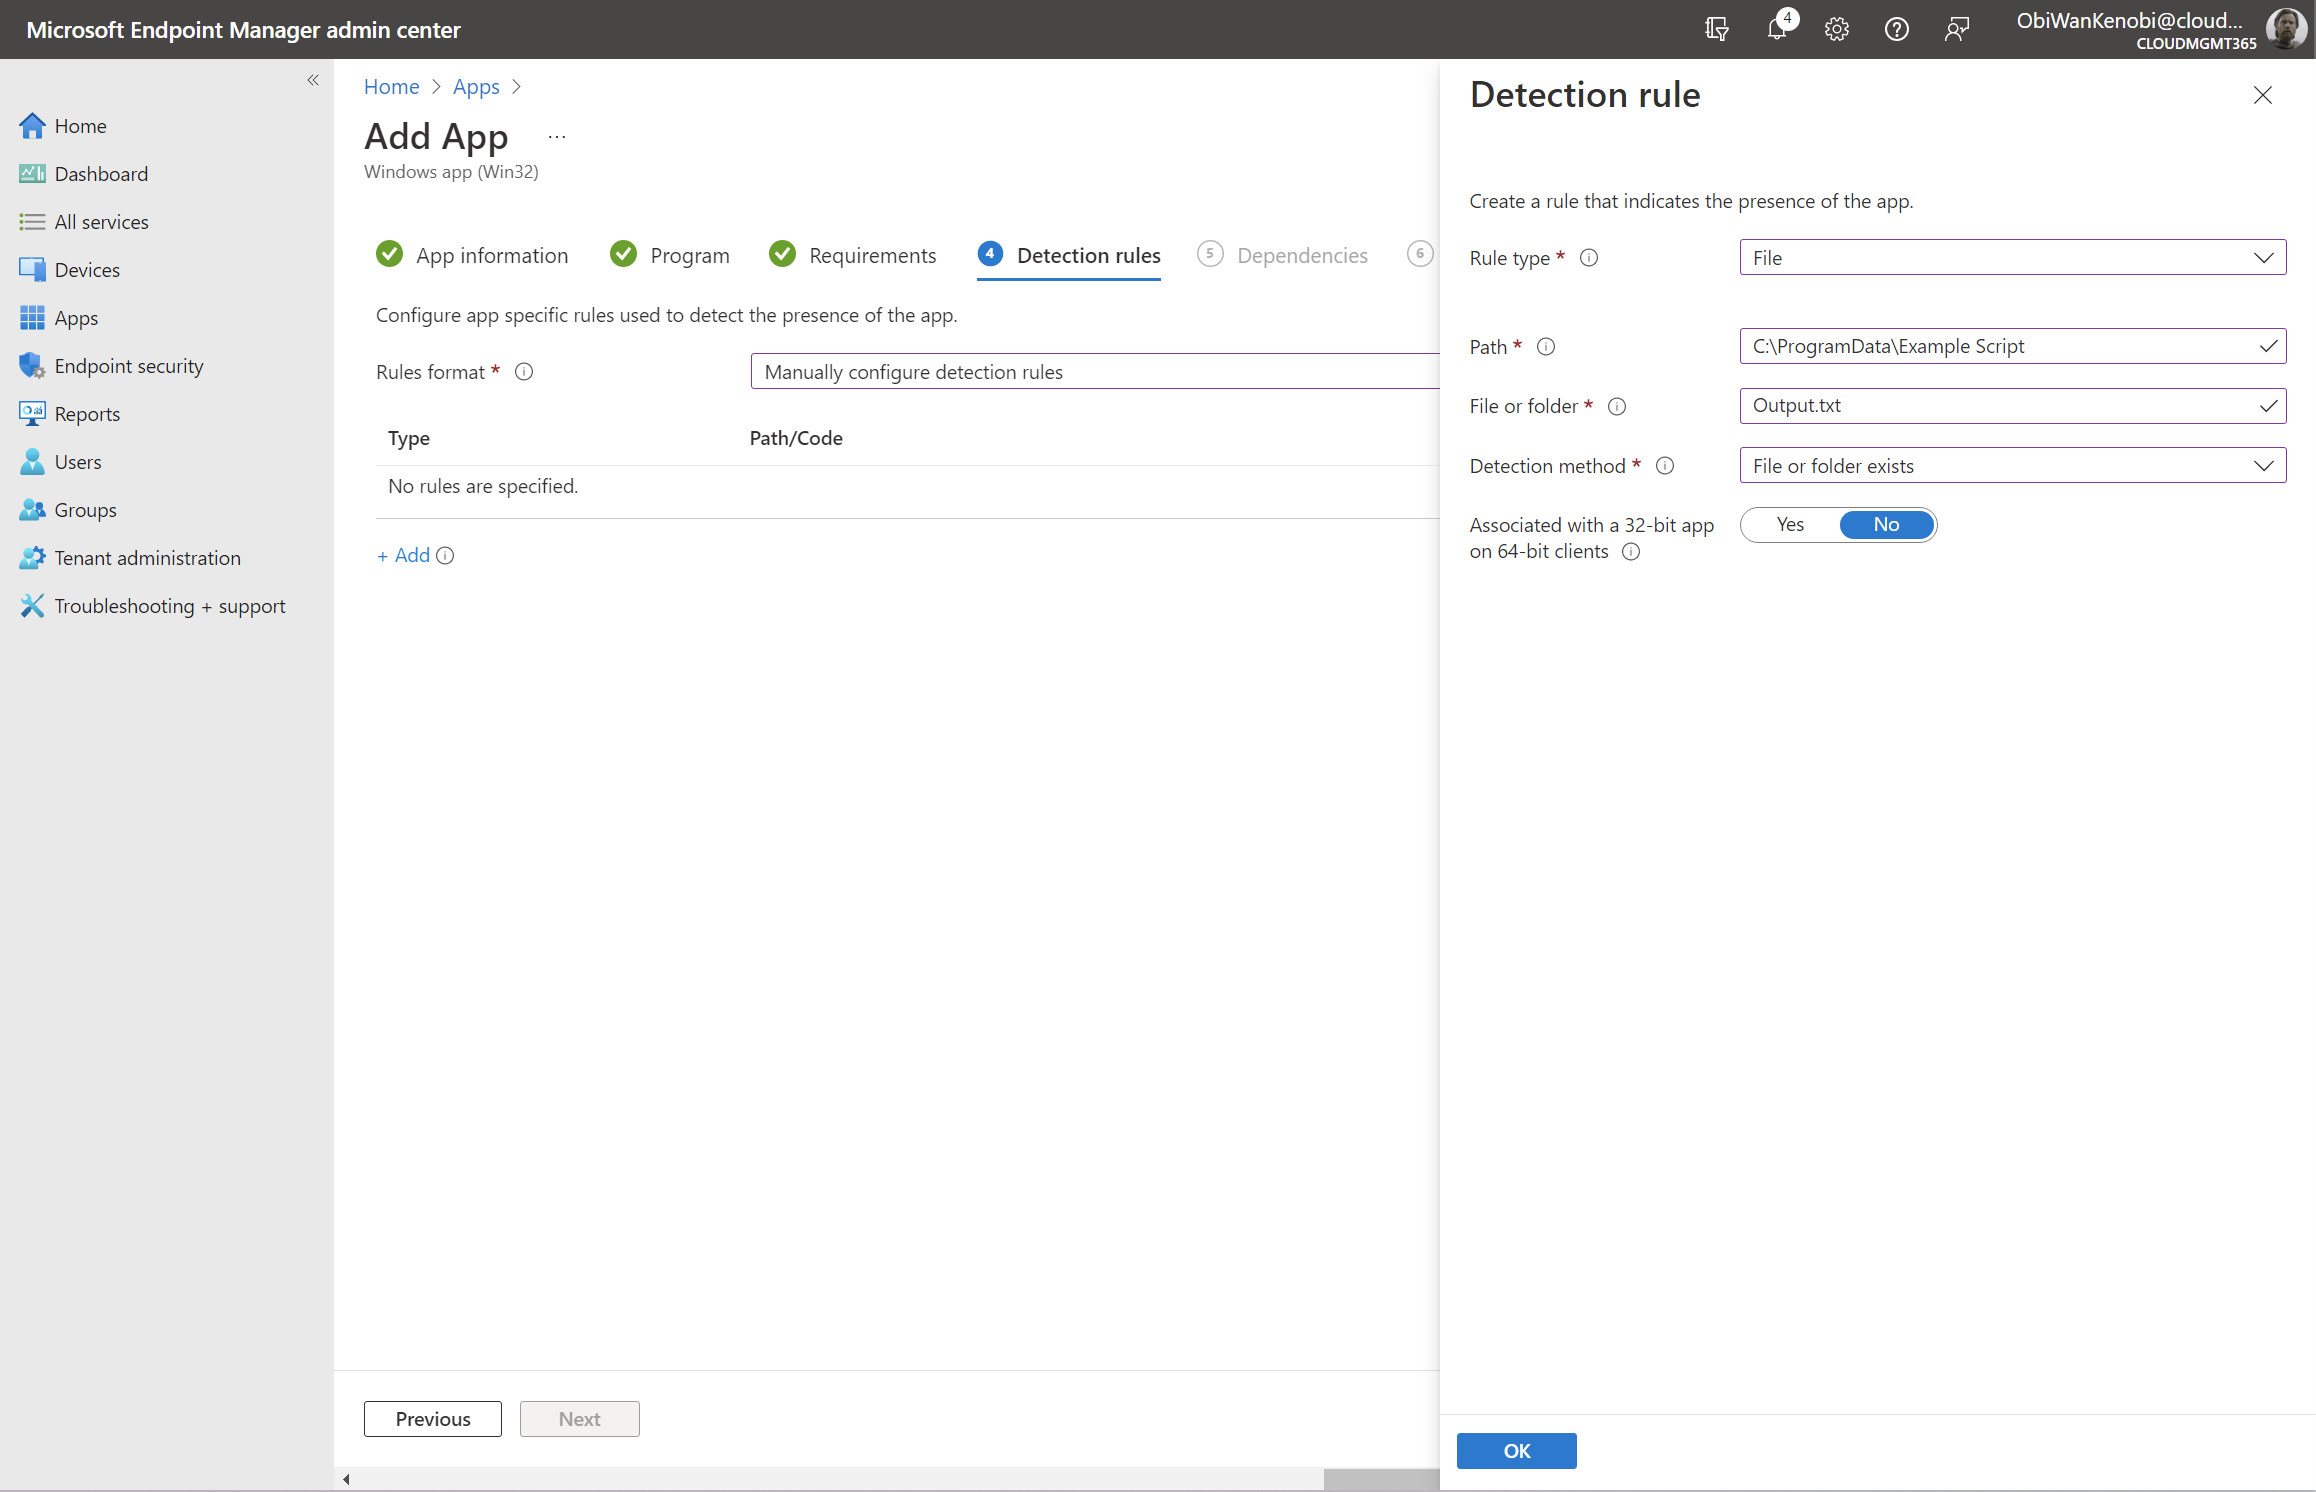 Microsoft Endpoint Manager admin center
4
ObiWanKenobi@cloud...
CLOUDMGMT365
«
Home
Dashboard
All services
Devices
Apps
Endpoint security
Reports
Users
Groups
Tenant administration
Troubleshooting + support
Home > Apps >
Add App ...
Windows app (Win32)
App information
Program
Requirements
4 Detection rules
5 Dependencies
6
Configure app specific rules used to detect the presence of the app.
Rules format * Manually configure detection rules
Type Path/Code
No rules are specified.
+ Add
Previous
Next
Detection rule
Create a rule that indicates the presence of the app.
Rule type * File
Path * C:\ProgramData\Example Script
File or folder * Output.txt
Detection method * File or folder exists
Associated with a 32-bit app
on 64-bit clients
Yes No
OK